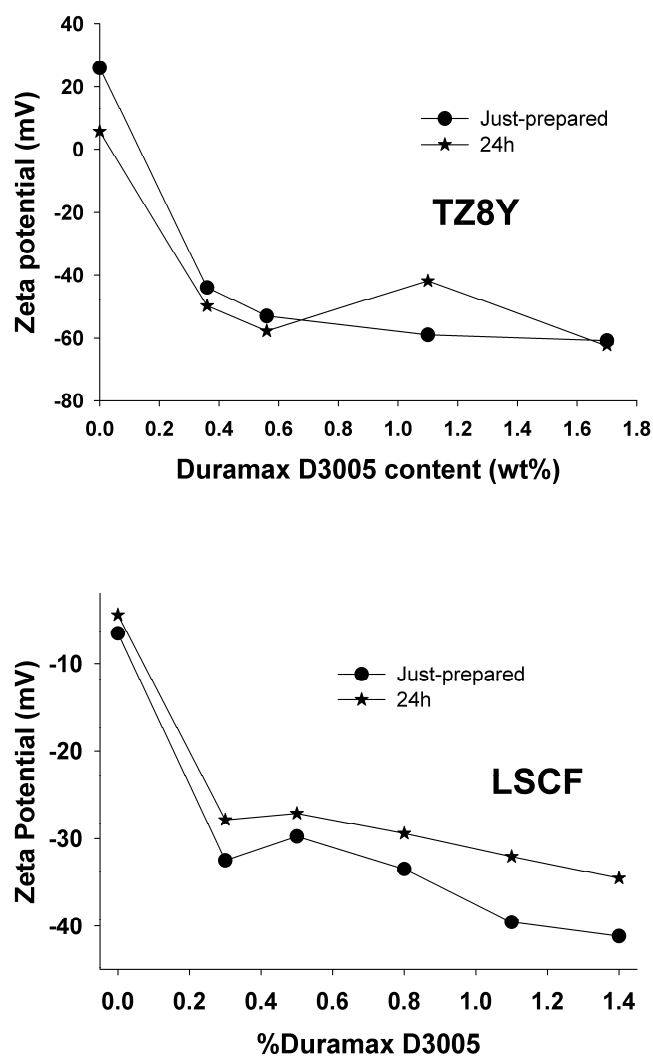 40
20
0
-20
-40
-60
-80
Zeta potential (mV)
Just-prepared
24h
TZ8Y
0.0 0.2 0.4 0.6 0.8 1.0 1.2 1.4 1.6 1.8
Duramax D3005 content (wt%)
-10
-20
-30
-40
Zeta Potential (mV)
Just-prepared
24h
LSCF
0.0 0.2 0.4 0.6 0.8 1.0 1.2 1.4
%Duramax D3005